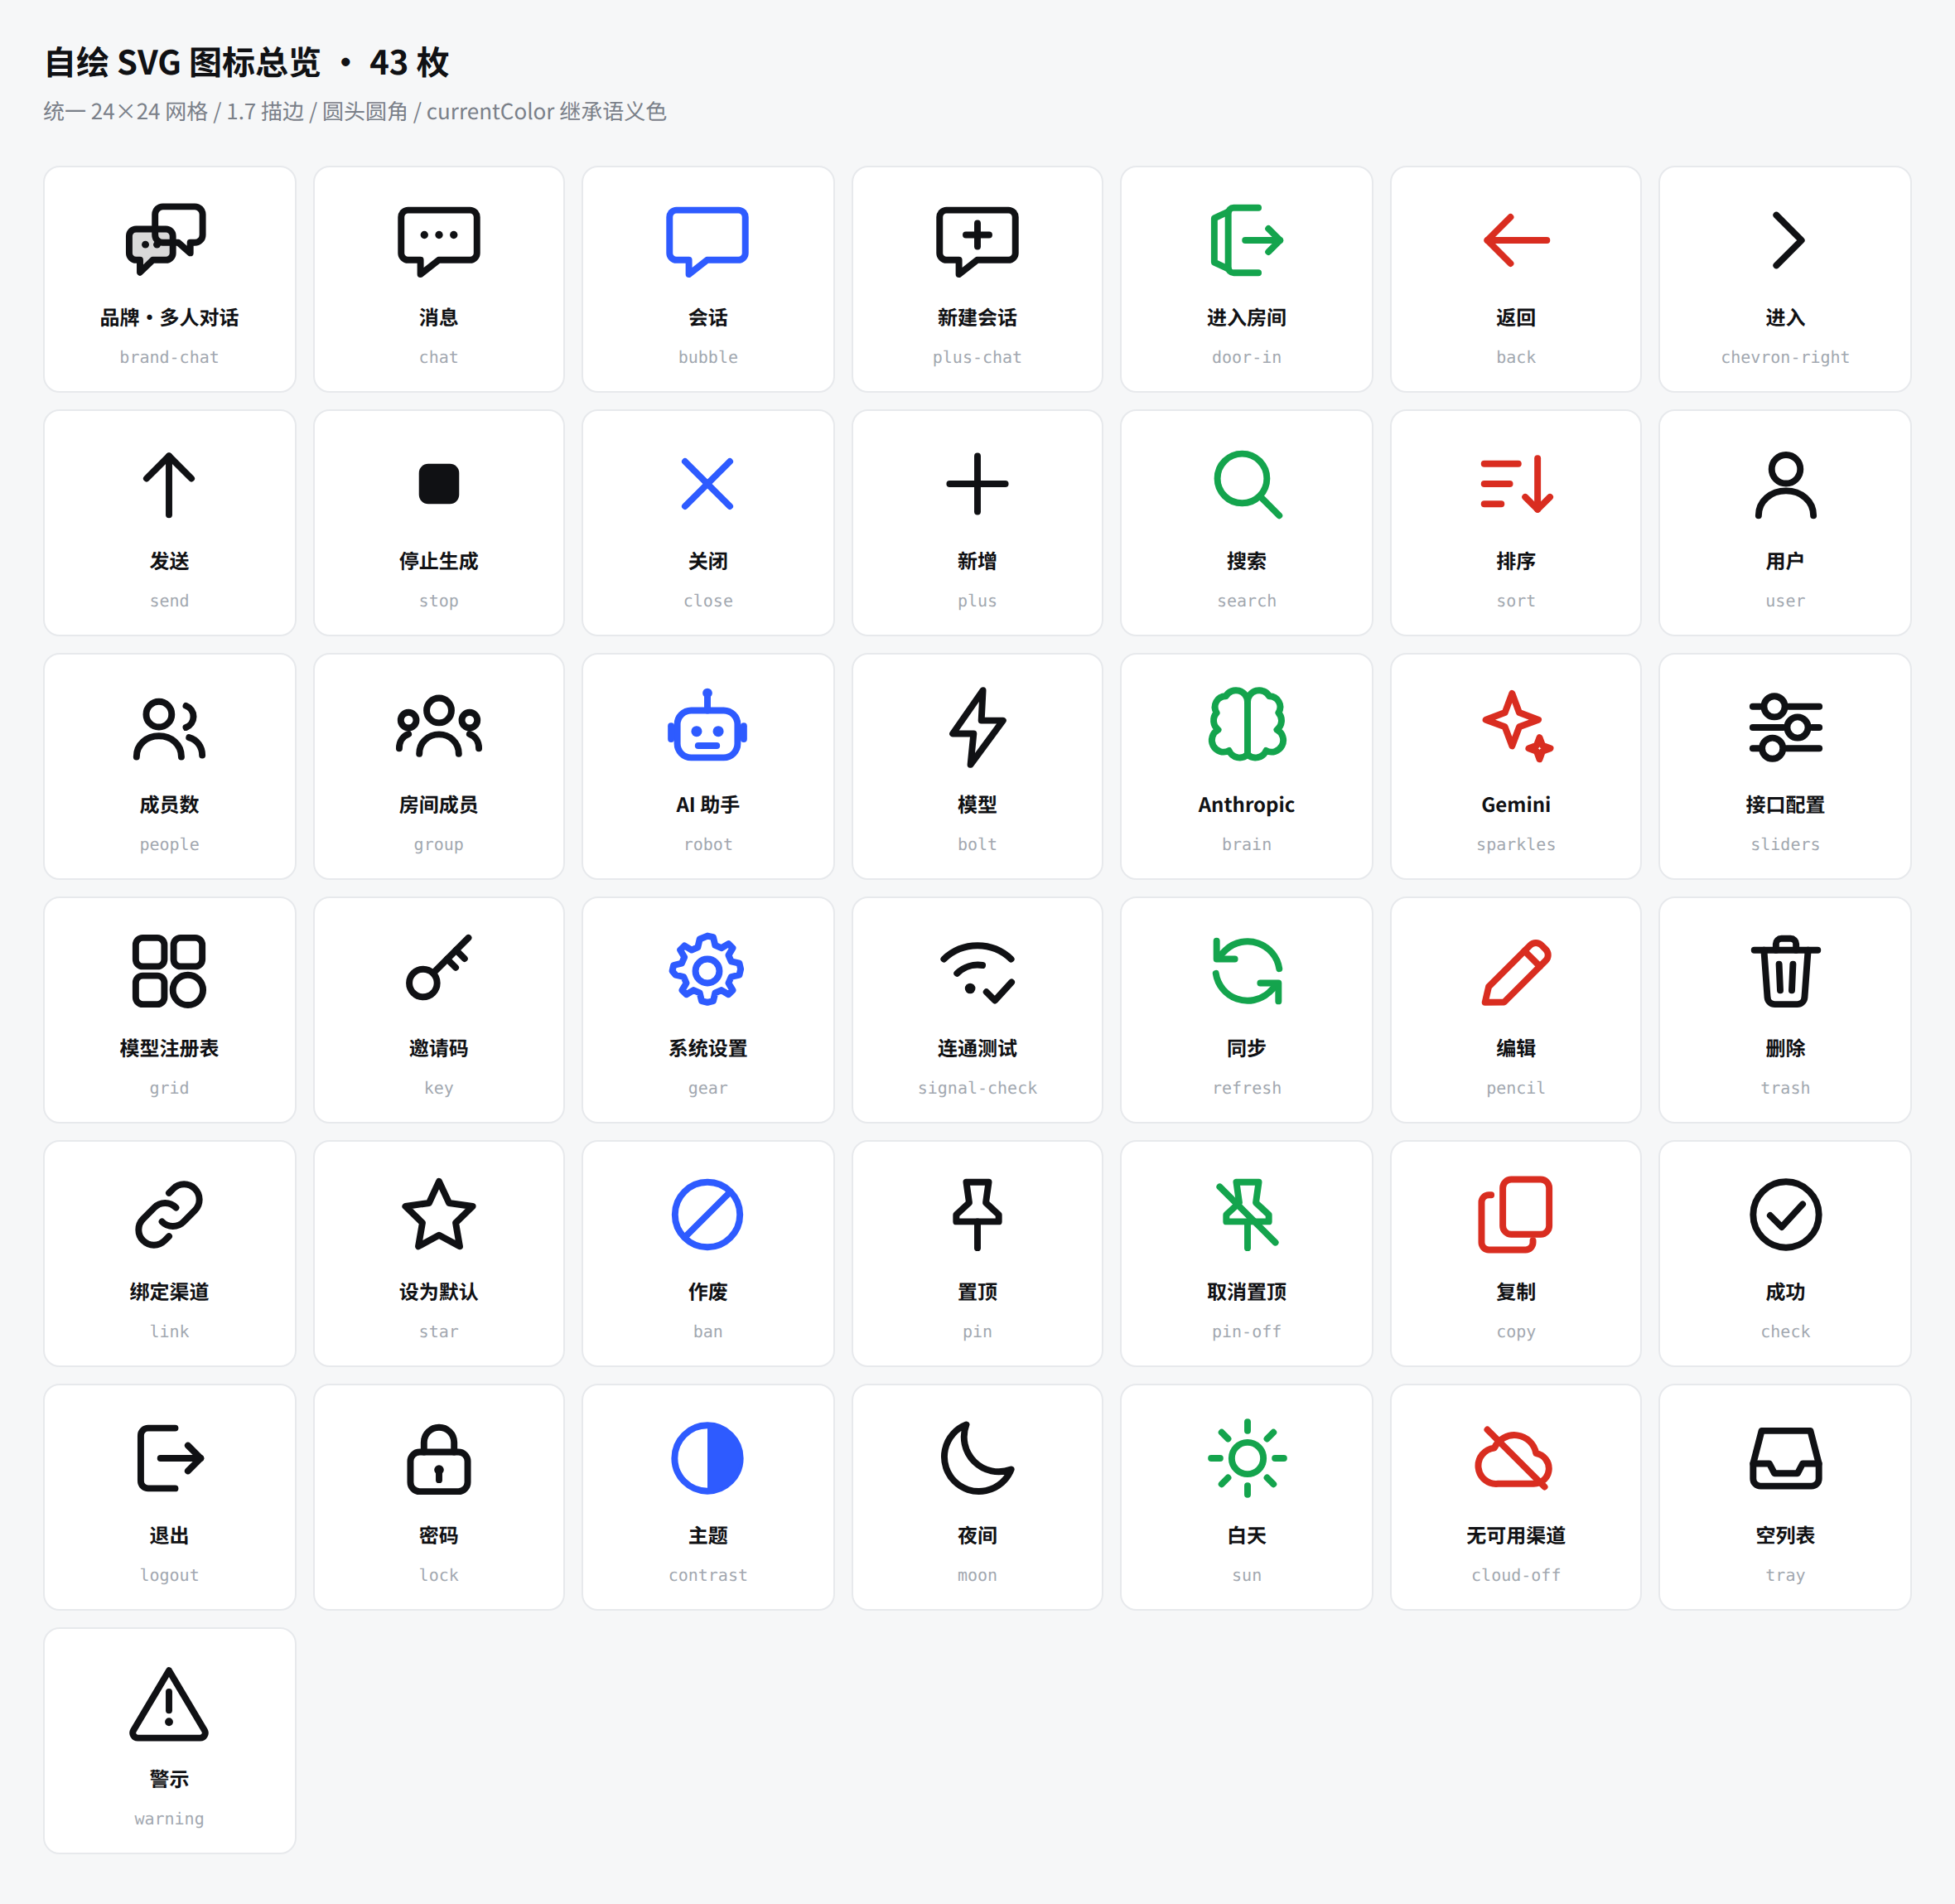 自绘 SVG 图标总览 · 43 枚
统一 24×24 网格 / 1.7 描边 / 圆头圆角 / currentColor 继承语义色
品牌·多人对话
brand-chat
消息
chat
会话
bubble
新建会话
plus-chat
进入房间
door-in
返回
back
进入
chevron-right
发送
send
停止生成
stop
关闭
close
新增
plus
搜索
search
排序
sort
用户
user
成员数
people
房间成员
group
AI 助手
robot
模型
bolt
Anthropic
brain
Gemini
sparkles
接口配置
sliders
模型注册表
grid
邀请码
key
系统设置
gear
连通测试
signal-check
同步
refresh
编辑
pencil
删除
trash
绑定渠道
link
设为默认
star
作废
ban
置顶
pin
取消置顶
pin-off
复制
copy
成功
check
退出
logout
密码
lock
主题
contrast
夜间
moon
白天
sun
无可用渠道
cloud-off
空列表
tray
警示
warning